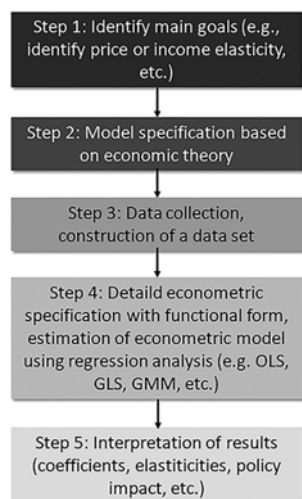 Step 1: Identify main goals (e.g.,
identify price or income elasticity,
etc.)
Step 2: Model specification based
on economic theory
Step 3: Data collection,
construction of a data set
Step 4: Detaild econometric
specification with functional form,
estimation of econometric model
using regression analysis (e.g. OLS,
GLS, GMM, etc.)
Step 5: Interpretation of results
(coefficients, elastiticities, policy
impact, etc.)